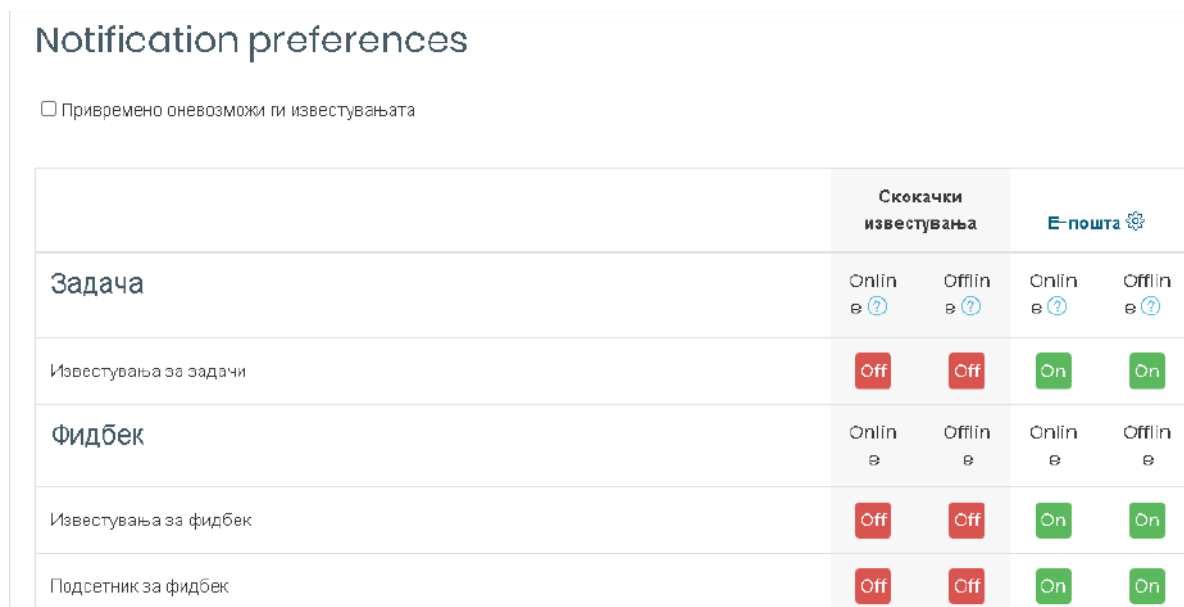 Notification preferences
Привремено оневозможи ги известувањата
Скокачки
известувања
Е-пошта
Задача
Onlin
e
Offlin
e
Onlin
e
Offlin
e
Известувања за задачи
Off
Off
On
On
Фидбек
Onlin
e
Offlin
e
Onlin
e
Offlin
e
Известувања за фидбек
Off
Off
On
On
Подсетник за фидбек
Off
Off
On
On